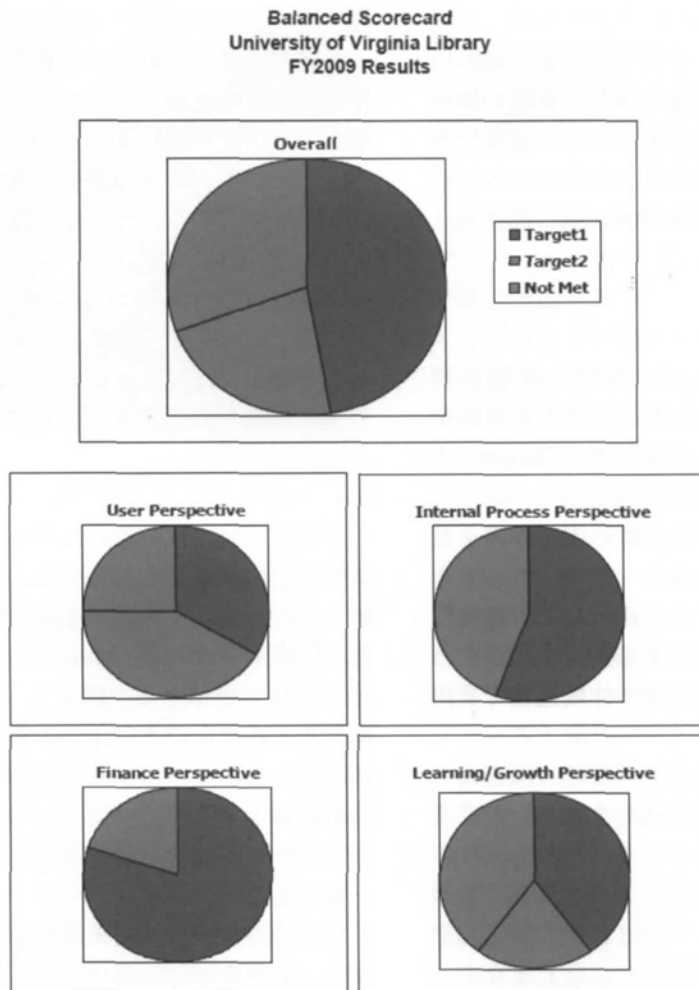 Balanced Scorecard
University of Virginia Library
FY2009 Results
Overall
Target1
Target2
Not Met
User Perspective
Internal Process Perspective
Finance Perspective
Learning/Growth Perspective